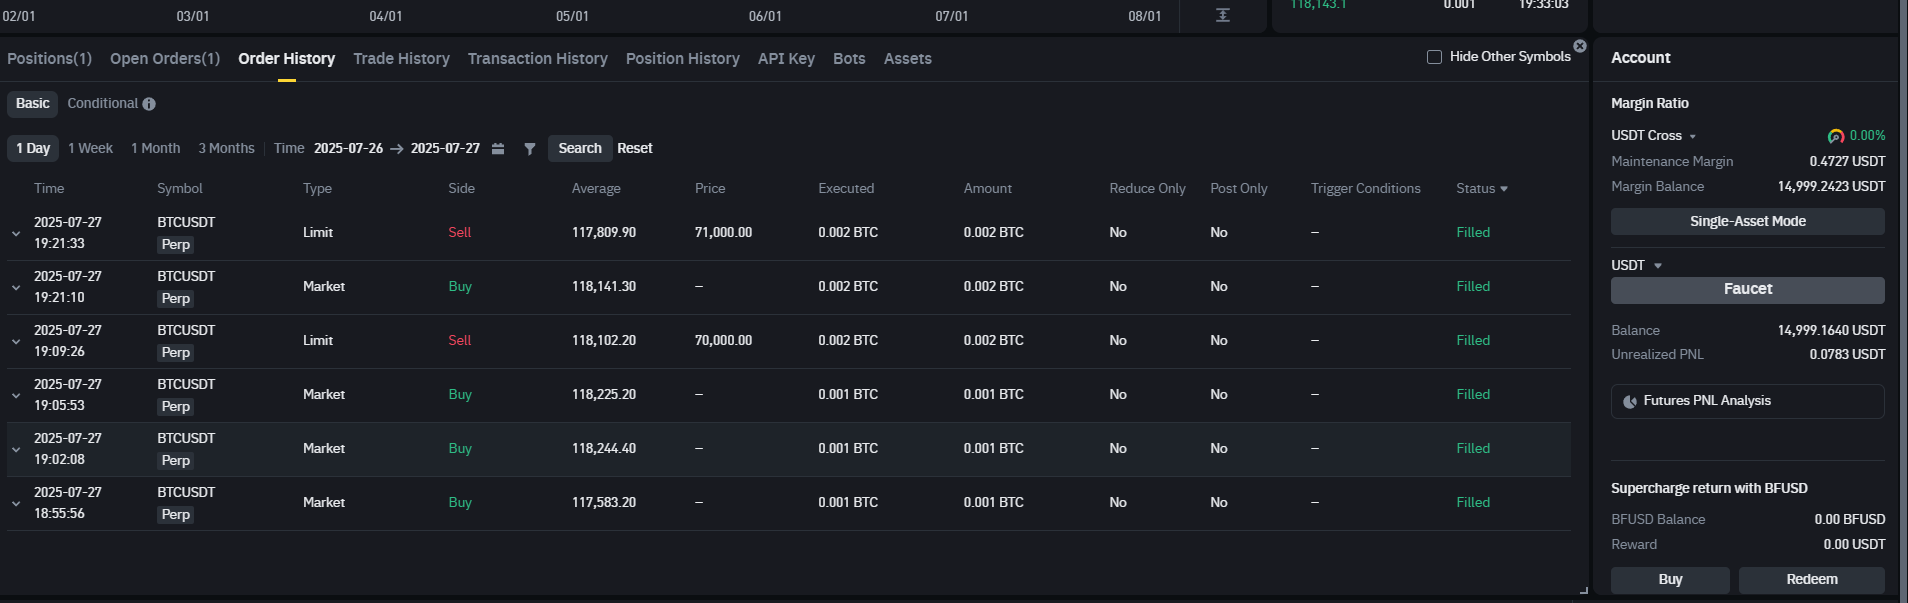 02/01 03/01 04/01 05/01 06/01 07/01 08/01
118,143.1 0.001 19:33:03
Positions(1) Open Orders(1) Order History Trade History Transaction History Position History API Key Bots Assets
Hide Other Symbols
Basic Conditional
1 Day 1 Week 1 Month 3 Months Time 2025-07-26 → 2025-07-27 Search Reset
Time Symbol Type Side Average Price Executed Amount Reduce Only Post Only Trigger Conditions Status
2025-07-27 19:21:33 BTCUSDT Perp Limit Sell 117,809.90 71,000.00 0.002 BTC 0.002 BTC No No – Filled
2025-07-27 19:21:10 BTCUSDT Perp Market Buy 118,141.30 – 0.002 BTC 0.002 BTC No No – Filled
2025-07-27 19:09:26 BTCUSDT Perp Limit Sell 118,102.20 70,000.00 0.002 BTC 0.002 BTC No No – Filled
2025-07-27 19:05:53 BTCUSDT Perp Market Buy 118,225.20 – 0.001 BTC 0.001 BTC No No – Filled
2025-07-27 19:02:08 BTCUSDT Perp Market Buy 118,244.40 – 0.001 BTC 0.001 BTC No No – Filled
2025-07-27 18:55:56 BTCUSDT Perp Market Buy 117,583.20 – 0.001 BTC 0.001 BTC No No – Filled
Account
Margin Ratio
USDT Cross 0.00%
Maintenance Margin 0.4727 USDT
Margin Balance 14,999.2423 USDT
Single-Asset Mode
USDT
Faucet
Balance 14,999.1640 USDT
Unrealized PNL 0.0783 USDT
Futures PNL Analysis
Supercharge return with BFUSD
BFUSD Balance 0.00 BFUSD
Reward 0.00 USDT
Buy Redeem